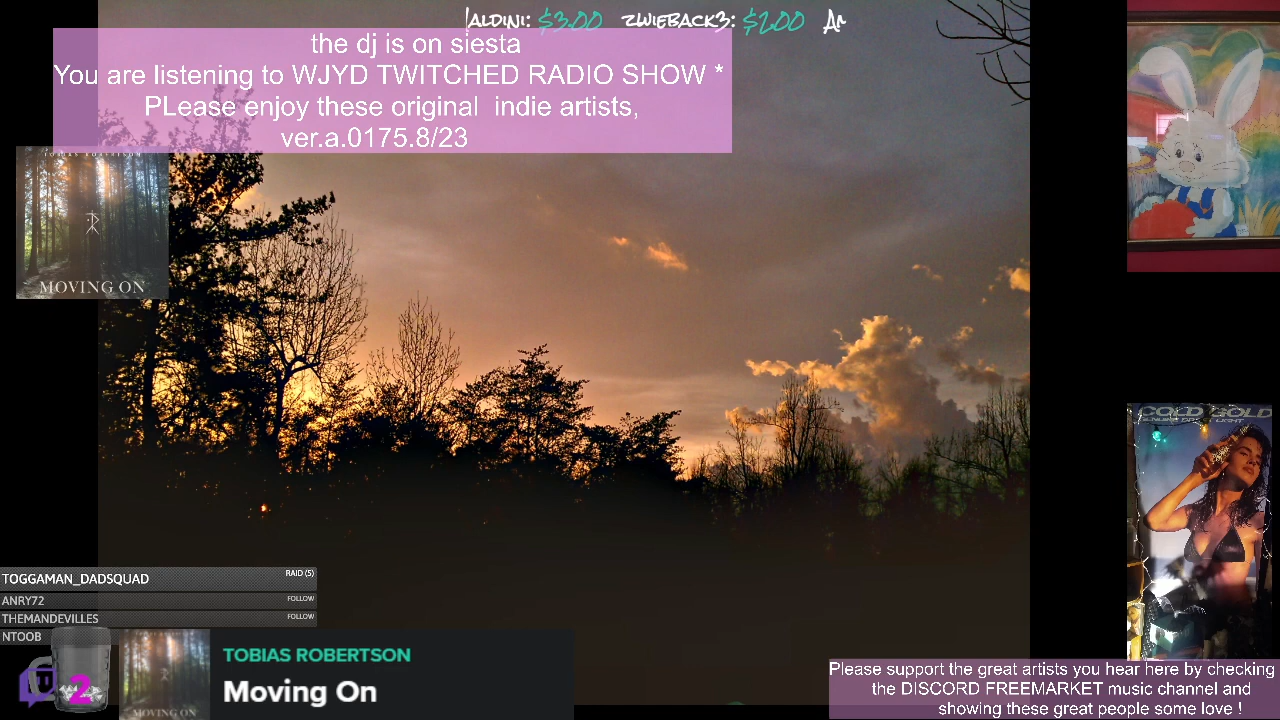 ALDINI: $3.00 ZWIEBACK3: $2.00 An
the dj is on siesta
You are listening to WJYD TWITCHED RADIO SHOW *
PLease enjoy these original indie artists,
ver.a.0175.8/23
TOBIAS ROBERTSON
MOVING ON
COLD GOLD
TOGGAMAN_DADSQUAD RAID (5)
ANRY72 FOLLOW
THEMANDEVILLES FOLLOW
NTOOB
2
MOVING ON
TOBIAS ROBERTSON
Moving On
Please support the great artists you hear here by checking
the DISCORD FREEMARKET music channel and
showing these great people some love !